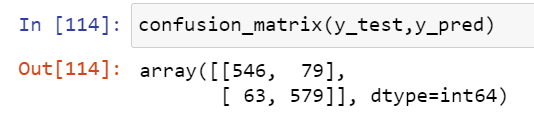 In [114]: confusion_matrix(y_test,y_pred)
Out[114]: array([[546,  79],
       [ 63, 579]], dtype=int64)